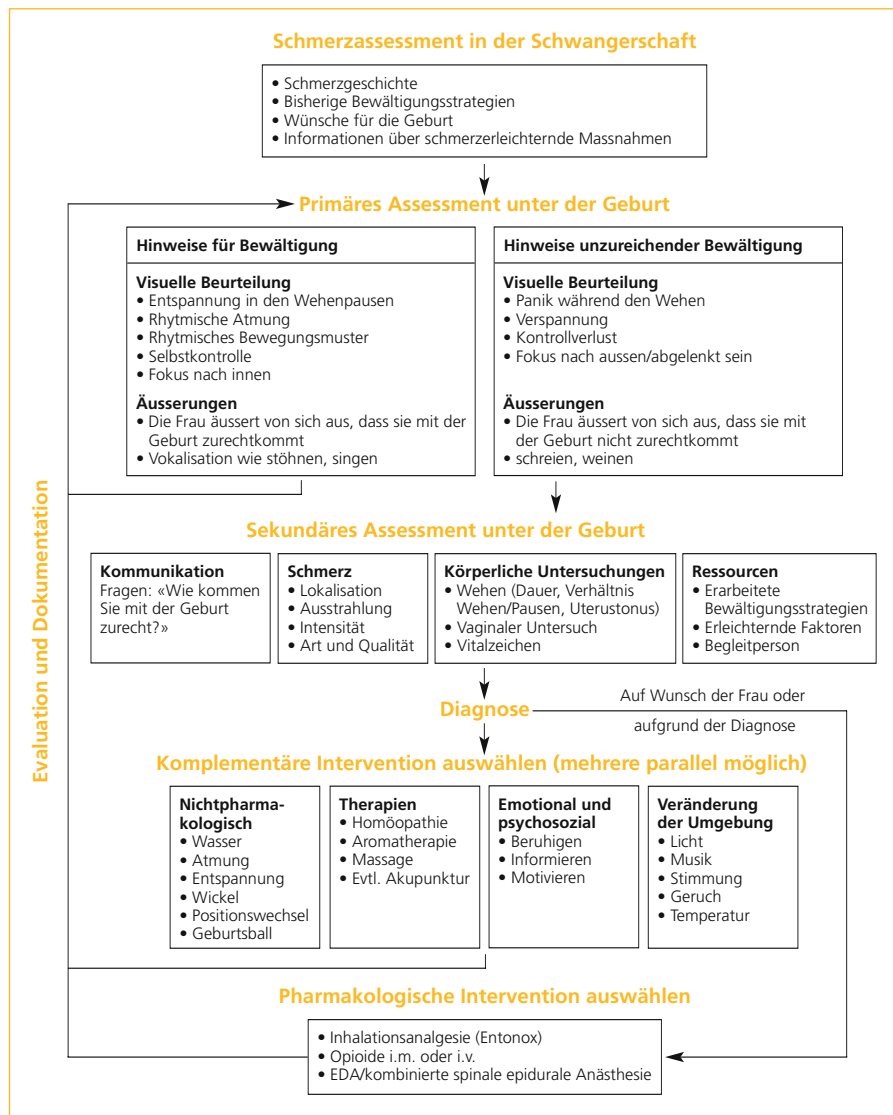 Schmerzassessment in der Schwangerschaft
• Schmerzgeschichte
• Bisherige Bewältigungsstrategien
• Wünsche für die Geburt
• Informationen über schmerzerleichternde Massnahmen
Primäres Assessment unter der Geburt
Hinweise für Bewältigung
Visuelle Beurteilung
• Entspannung in den Wehenpausen
• Rhytmische Atmung
• Rhytmisches Bewegungsmuster
• Selbstkontrolle
• Fokus nach innen
Äusserungen
• Die Frau äussert von sich aus, dass sie mit der
Geburt zurechtkommt
• Vokalisation wie stöhnen, singen
Hinweise unzureichender Bewältigung
Visuelle Beurteilung
• Panik während den Wehen
• Verspannung
• Kontrollverlust
• Fokus nach aussen/abgelenkt sein
Äusserungen
• Die Frau äussert von sich aus, dass sie mit
der Geburt nicht zurechtkommt
• schreien, weinen
Sekundäres Assessment unter der Geburt
Kommunikation
Fragen: «Wie kommen
Sie mit der Geburt
zurecht?»
Schmerz
• Lokalisation
• Ausstrahlung
• Intensität
• Art und Qualität
Körperliche Untersuchungen
• Wehen (Dauer, Verhältnis
Wehen/Pausen, Uterustonus)
• Vaginaler Untersuch
• Vitalzeichen
Ressourcen
• Erarbeitete
Bewältigungsstrategien
• Erleichternde Faktoren
• Begleitperson
Diagnose
Auf Wunsch der Frau oder
aufgrund der Diagnose
Komplementäre Intervention auswählen (mehrere parallel möglich)
Nichtpharma-
kologisch
• Wasser
• Atmung
• Entspannung
• Wickel
• Positionswechsel
• Geburtsball
Therapien
• Homöopathie
• Aromatherapie
• Massage
• Evtl. Akupunktur
Emotional und
psychosozial
• Beruhigen
• Informieren
• Motivieren
Veränderung
der Umgebung
• Licht
• Musik
• Stimmung
• Geruch
• Temperatur
Pharmakologische Intervention auswählen
• Inhalationsanalgesie (Entonox)
• Opioide i.m. oder i.v.
• EDA/kombinierte spinale epidurale Anästhesie
Evaluation und Dokumentation